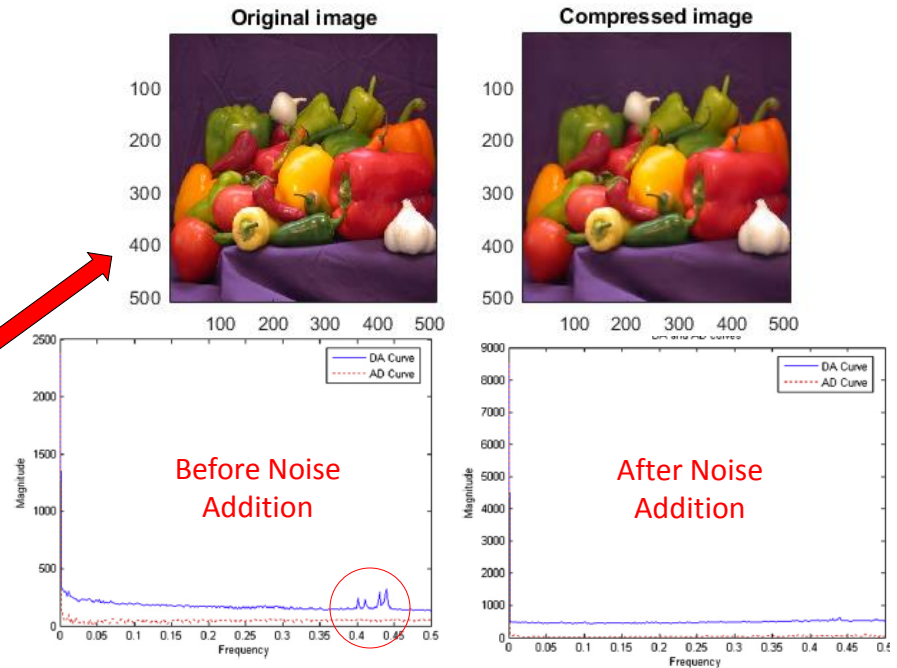 Original image
100
200
300
400
500
100 200 300 400 500
Compressed image
100
200
300
400
500
100 200 300 400 500
2500
2000
1500
1000
500
0
Magnitude
DA Curve
AD Curve
Before Noise
Addition
0 0.05 0.1 0.15 0.2 0.25 0.3 0.35 0.4 0.45 0.5
Frequency
DA and AD curves
9000
8000
7000
6000
5000
4000
3000
2000
1000
0
Magnitude
DA Curve
AD Curve
After Noise
Addition
0 0.05 0.1 0.15 0.2 0.25 0.3 0.35 0.4 0.45 0.5
Frequency